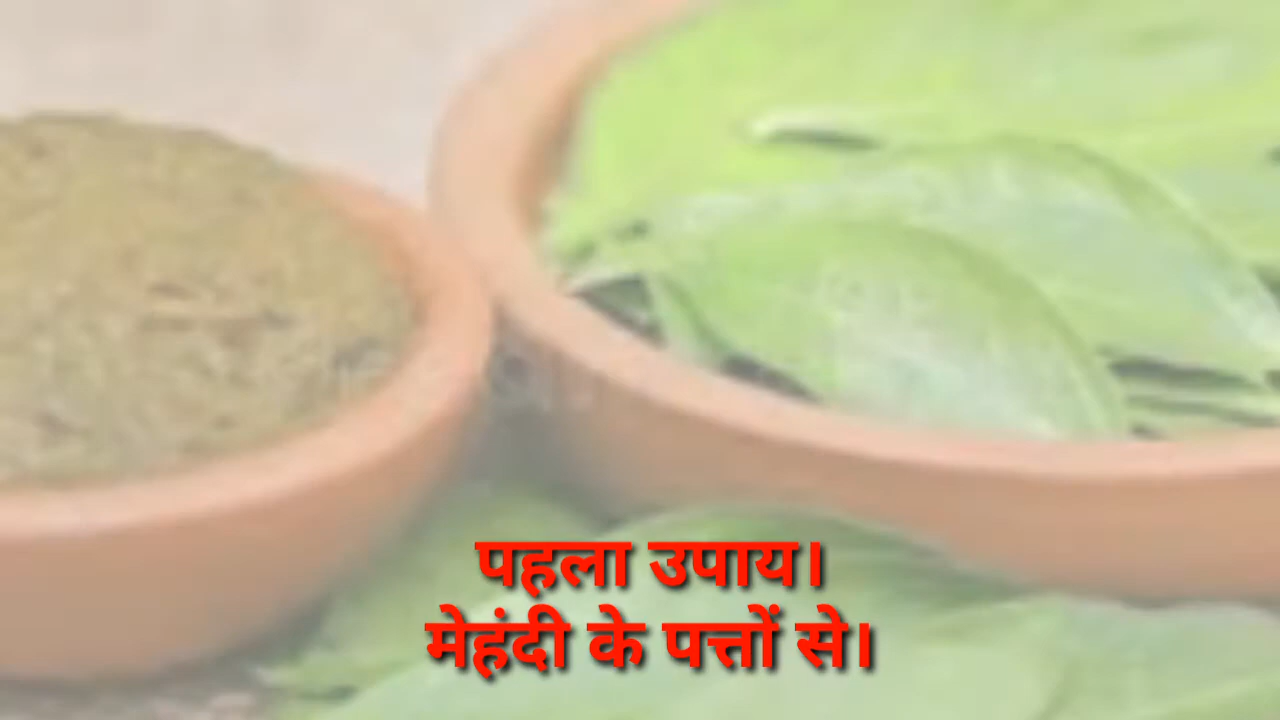 पहला उपाय।
मेहंदी के पत्तों से।